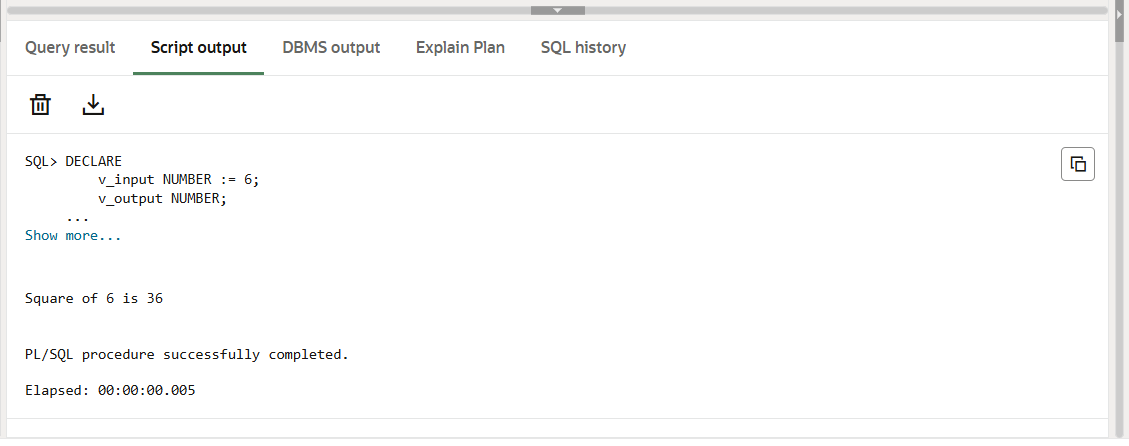 Query result Script output DBMS output Explain Plan SQL history
SQL> DECLARE
v_input NUMBER := 6;
v_output NUMBER;
...
Show more...
Square of 6 is 36
PL/SQL procedure successfully completed.
Elapsed: 00:00:00.005